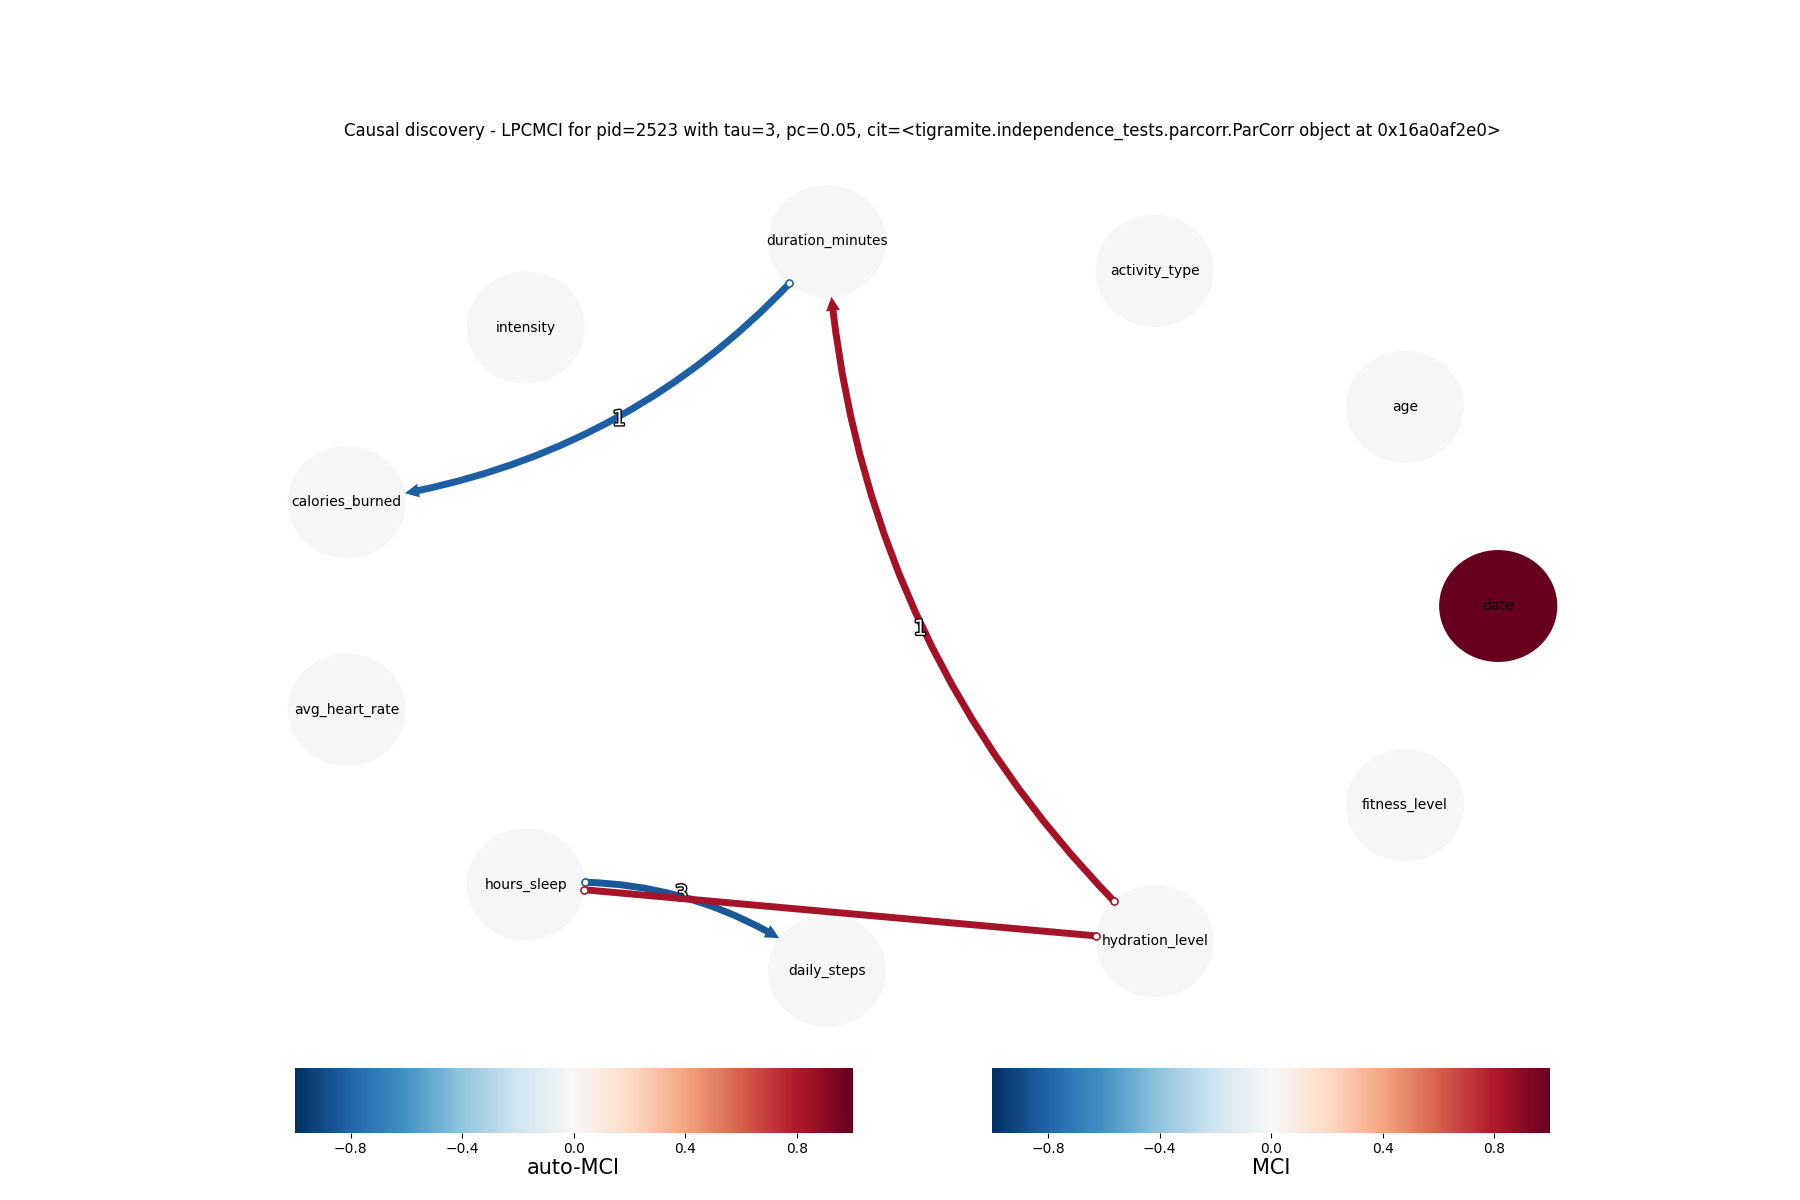 Causal discovery - LPCMCI for pid=2523 with tau=3, pc=0.05, cit=<tigramite.independence_tests.parcorr.ParCorr object at 0x16a0af2e0>
duration_minutes
activity_type
intensity
age
1
calories_burned
date
1
avg_heart_rate
fitness_level
hours_sleep
3
hydration_level
daily_steps
−0.8 −0.4 0.0 0.4 0.8
auto-MCI
−0.8 −0.4 0.0 0.4 0.8
MCI